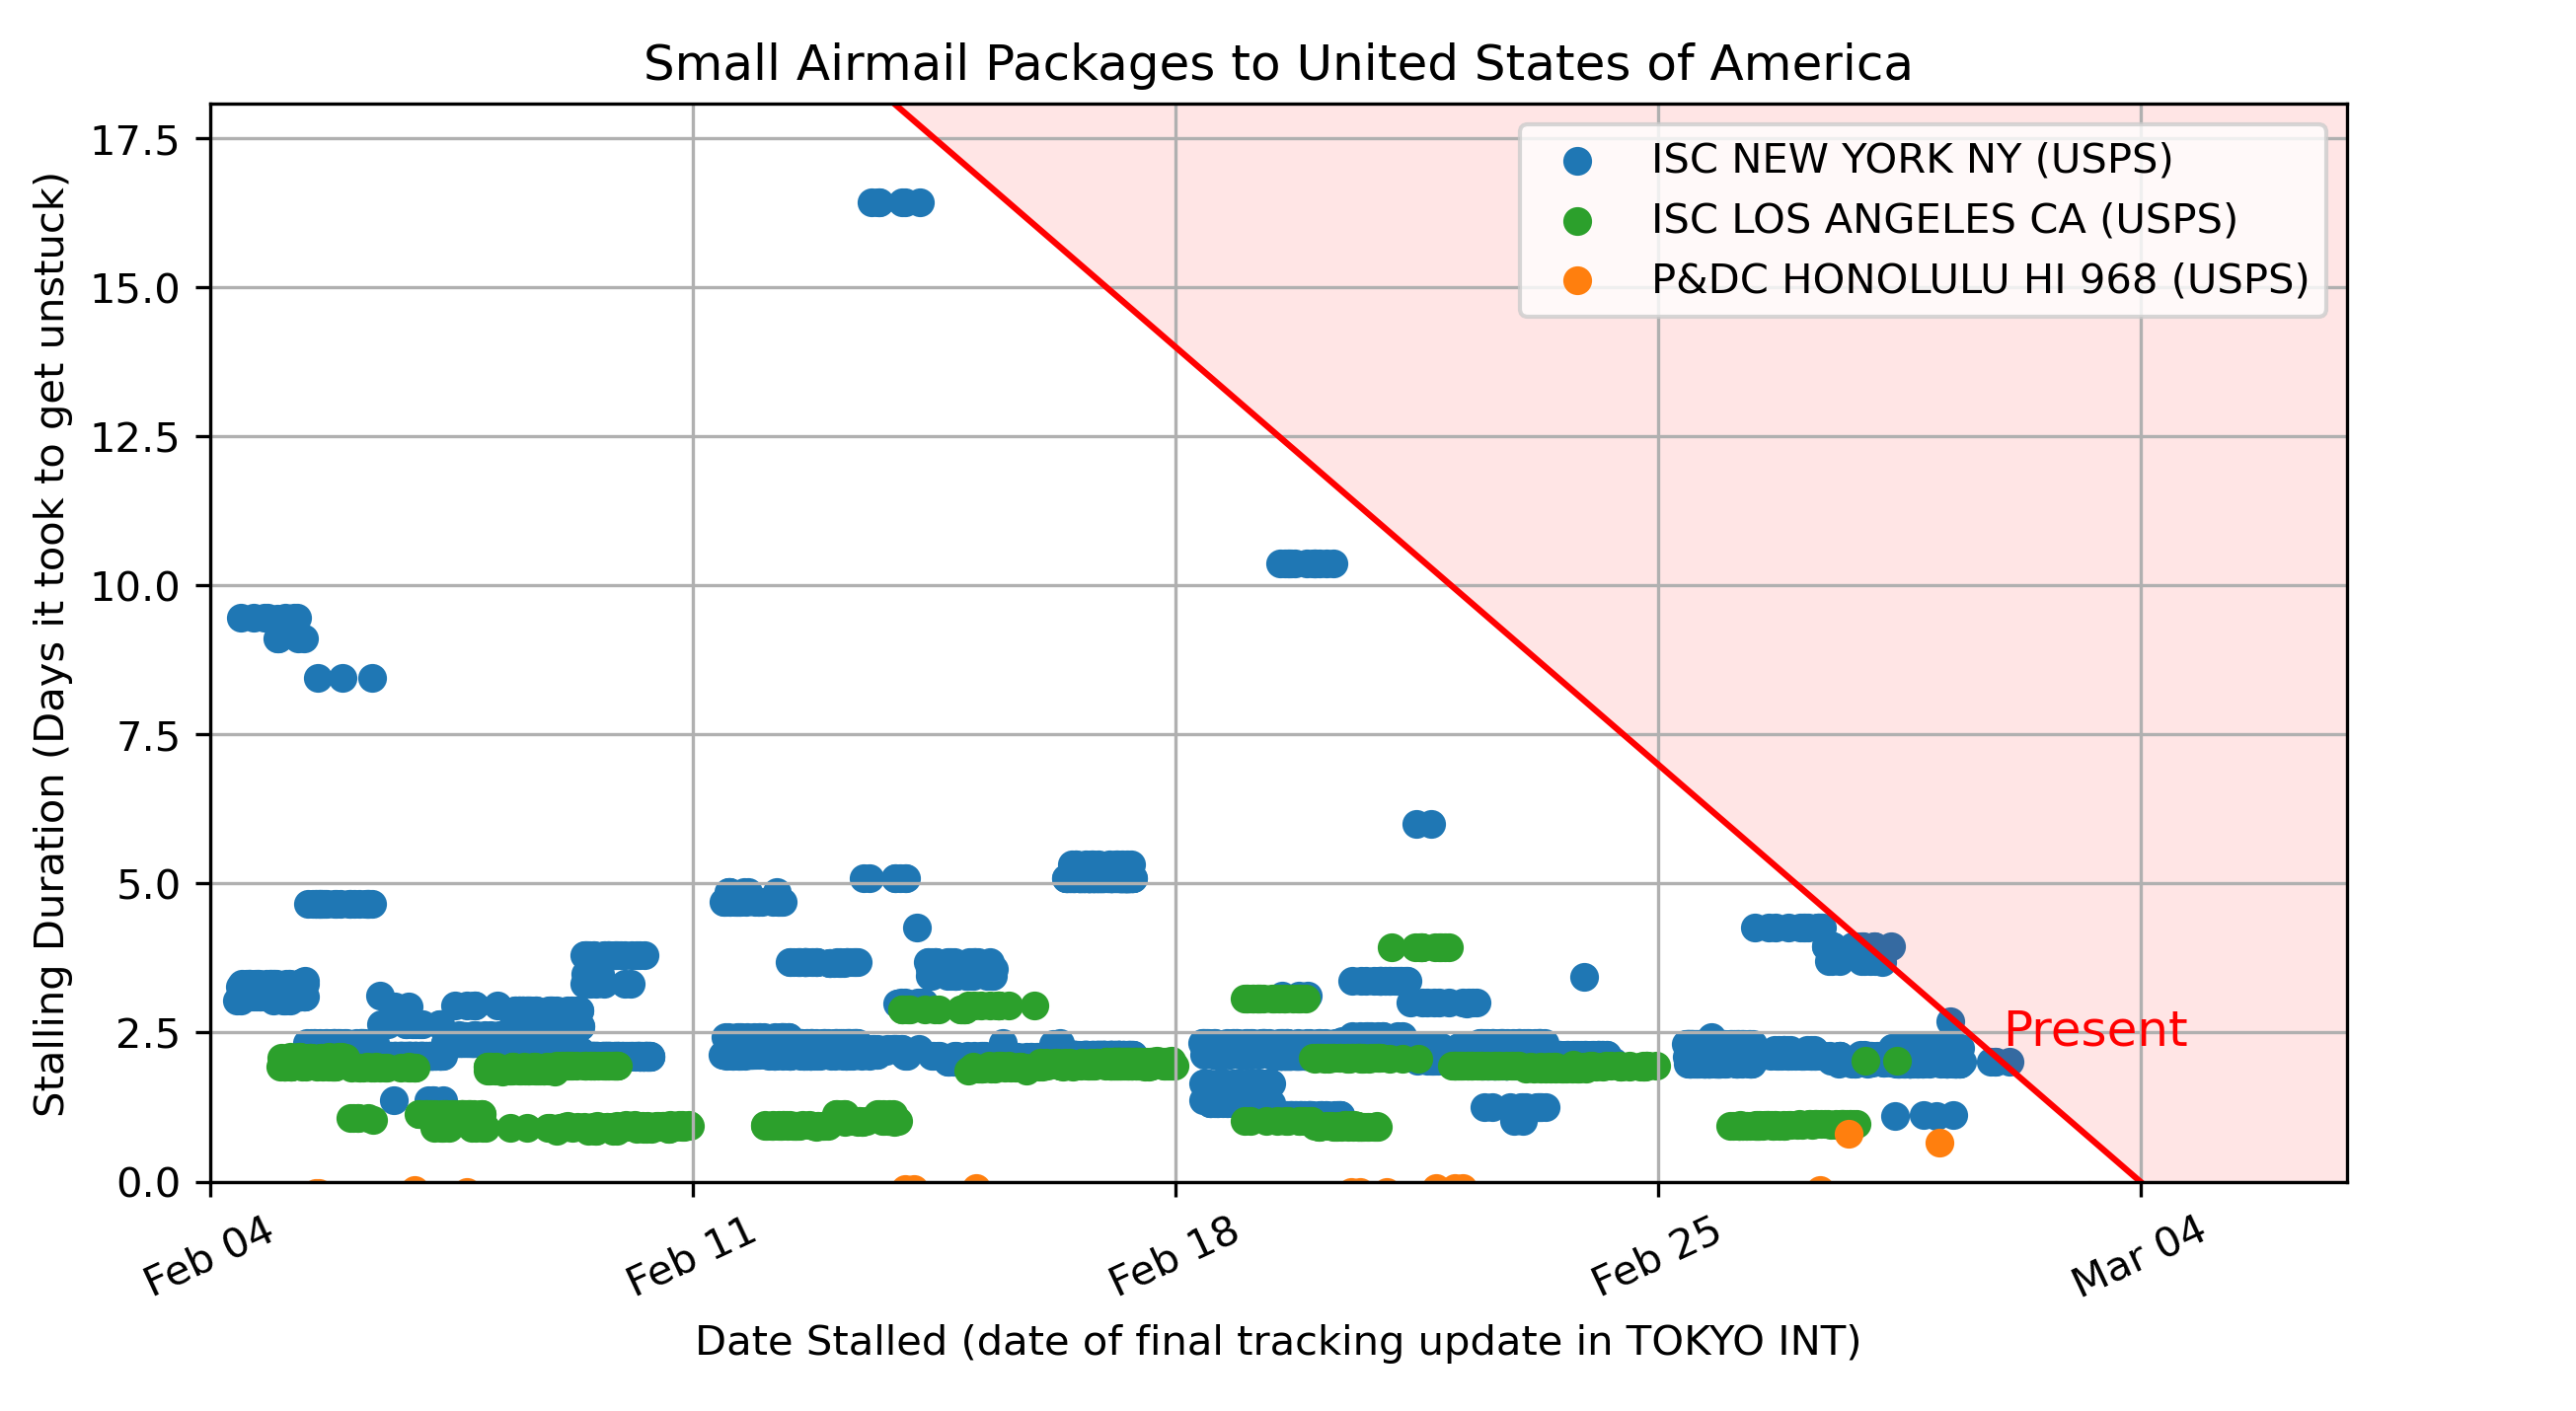 Small Airmail Packages to United States of America
Stalling Duration (Days it took to get unstuck)
17.5
15.0
12.5
10.0
7.5
5.0
2.5
0.0
ISC NEW YORK NY (USPS)
ISC LOS ANGELES CA (USPS)
P&DC HONOLULU HI 968 (USPS)
Present
Feb 04
Feb 11
Feb 18
Feb 25
Mar 04
Date Stalled (date of final tracking update in TOKYO INT)